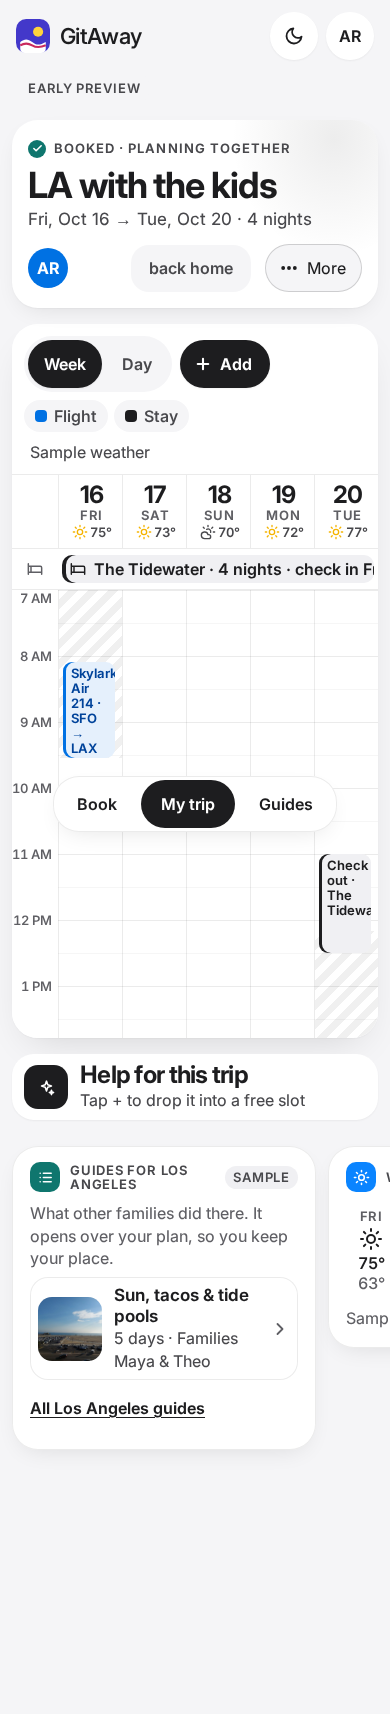 GitAway
AR
EARLY PREVIEW
BOOKED · PLANNING TOGETHER
LA with the kids
Fri, Oct 16 → Tue, Oct 20 · 4 nights
AR
back home
••• More
Week
Day
+ Add
Flight
Stay
Sample weather
16 17 18 19 20
FRI SAT SUN MON TUE
75° 73° 70° 72° 77°
The Tidewater · 4 nights · check in
7 AM
8 AM
Skylark
Air
214 ·
SFO
→
LAX
9 AM
10 AM
Book
My trip
Guides
11 AM
Check
out ·
The
Tidewa
12 PM
1 PM
Help for this trip
Tap + to drop it into a free slot
GUIDES FOR LOS
ANGELES
SAMPLE
What other families did there. It
opens over your plan, so you keep
your place.
Sun, tacos & tide
pools
5 days · Families
Maya & Theo
All Los Angeles guides
FRI
75°
63°
Samp